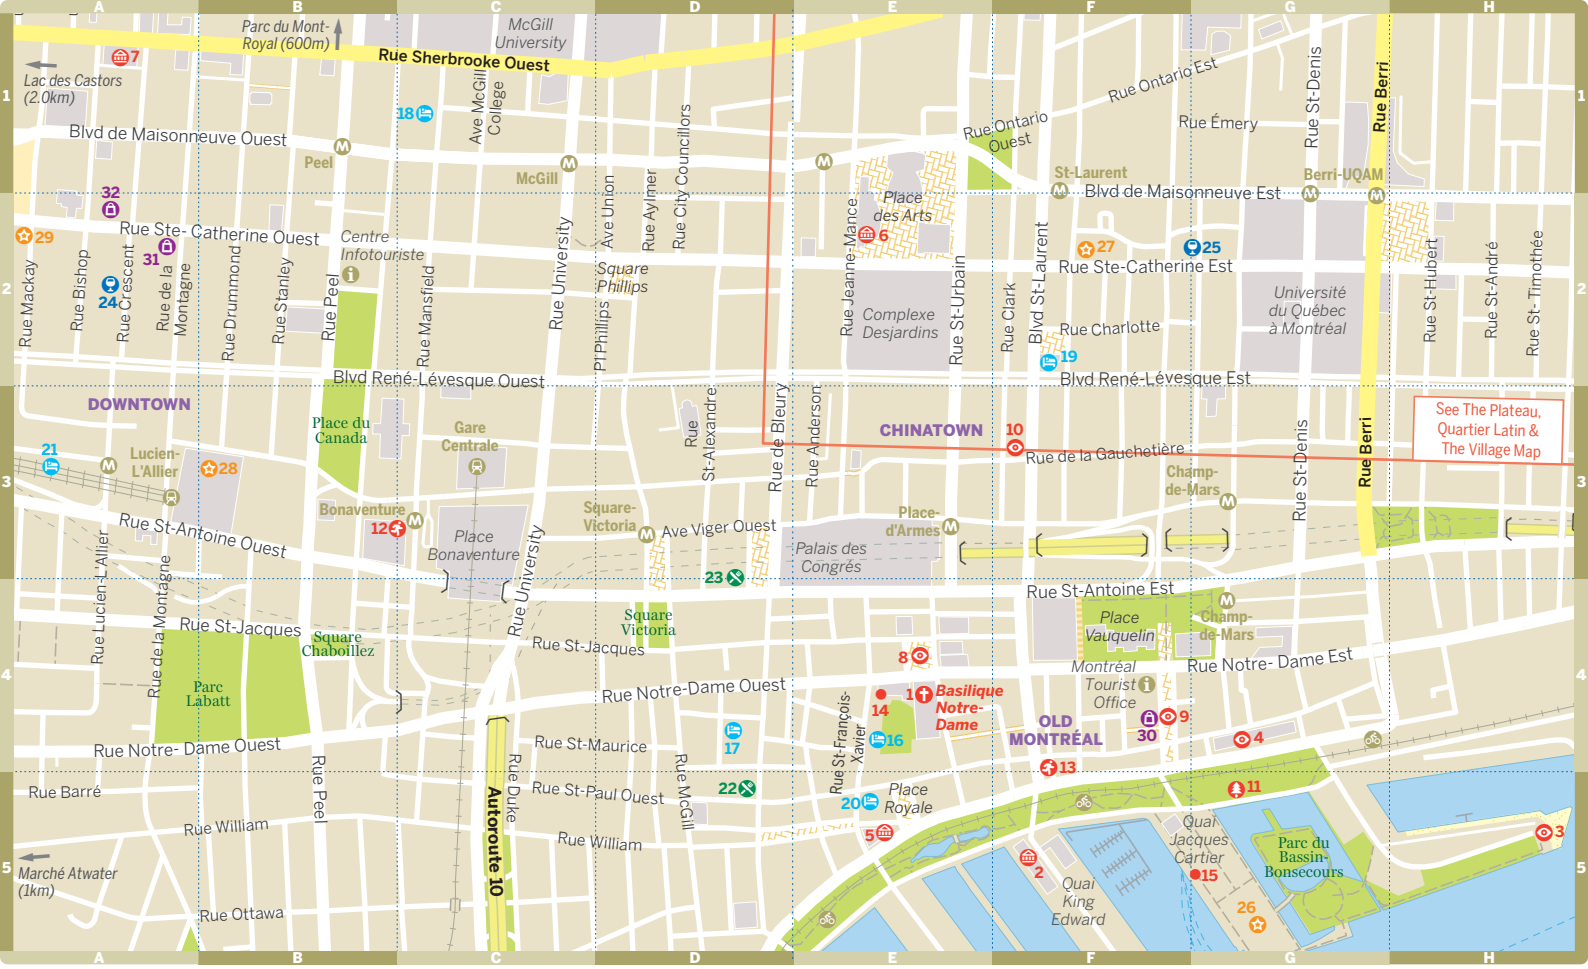 A
B
C
D
E
F
G
H
Parc du Mont-
Royal (600m)
McGill
University
7
Rue Sherbrooke Ouest
Lac des Castors
(2.0km)
1
1
18
Ave McGill
College
Rue Ontario Est
Rue St-Denis
Rue Berri
Rue Émery
Rue Ontario
Ouest
Blvd de Maisonneuve Ouest
Peel
McGill
Rue City Councillors
St-Laurent
Berri-UQAM
Blvd de Maisonneuve Est
32
Rue Ste- Catherine Ouest
29
31
Centre
Infotouriste
Rue University
Ave Union
Rue Aylmer
Place
des Arts
6
27
25
Rue Ste-Catherine Est
2
2
24
Rue Mackay
Rue Bishop
Rue Crescent
Rue de la
Montagne
Rue Drummond
Rue Stanley
Rue Peel
Rue Mansfield
Square
Phillips
Pl Phillips
Rue Jeanne-Mance
Complexe
Desjardins
Rue St-Urbain
Rue Clark
Blvd St-Laurent
Rue Charlotte
19
Université
du Québec
à Montréal
Rue St-Hubert
Rue St-André
Rue St- Timothée
Blvd René-Lévesque Ouest
Blvd René-Lévesque Est
DOWNTOWN
Place du
Canada
Gare
Centrale
Rue
St-Alexandre
Rue de Bleury
Rue Anderson
CHINATOWN
10
Rue de la Gauchetière
See The Plateau,
Quartier Latin &
The Village Map
21
Lucien-
L'Allier
28
3
3
Champ-
de-Mars
Rue St-Denis
Rue Berri
Bonaventure
12
Square-
Victoria
Ave Viger Ouest
Place-
d'Armes
Rue St-Antoine Ouest
Place
Bonaventure
Palais des
Congrés
23
Rue University
Rue St-Antoine Est
Rue Lucien-L'Allier
Rue de la Montagne
Rue St-Jacques
Square
Chaboillez
Square
Victoria
Rue St-Jacques
Place
Vauquelin
Champ-
de-Mars
8
Rue Notre- Dame Est
4
4
Parc
Labatt
Rue Notre-Dame Ouest
Montréal
Tourist
Office
14
1
Basilique
Notre-
Dame
OLD
MONTRÉAL
9
30
4
Rue Notre- Dame Ouest
Rue St-Maurice
17
Rue St-François-
Xavier
16
13
Rue Barré
Rue Peel
Autoroute 10
Rue Duke
Rue St-Paul Ouest
Rue McGill
22
20
Place
Royale
11
Rue William
Rue William
5
Quai
Jacques
Cartier
Parc du
Bassin-
Bonsecours
3
5
5
Marché Atwater
(1km)
2
15
Quai
King
Edward
Rue Ottawa
26
A
B
C
D
E
F
G
H